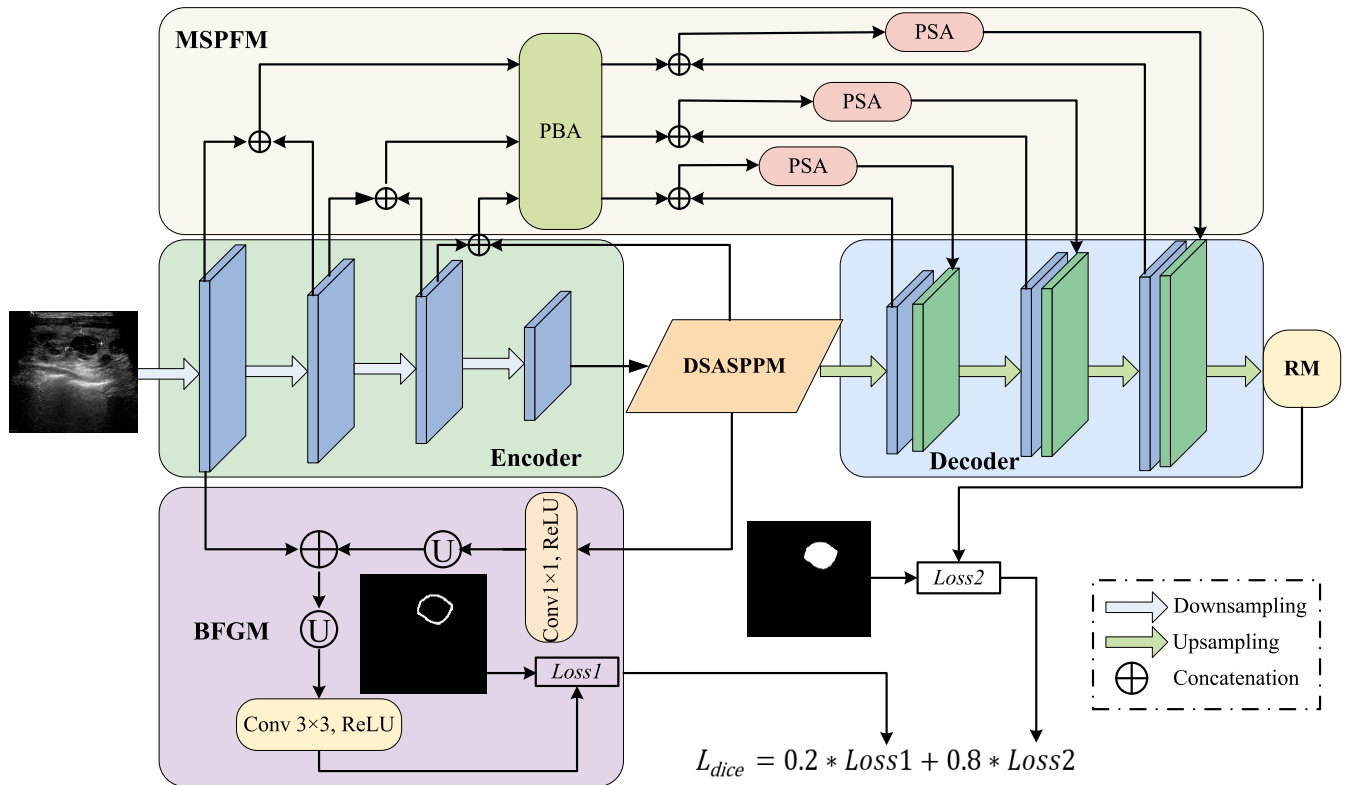 MSPFM
PSA
PSA
PBA
PSA
DSASPPM
RM
Encoder
Decoder
Conv1×1, ReLU
U
Loss2
U
BFGM
Loss1
Conv 3×3, ReLU
Downsampling
Upsampling
Concatenation
L_dice = 0.2 * Loss1 + 0.8 * Loss2